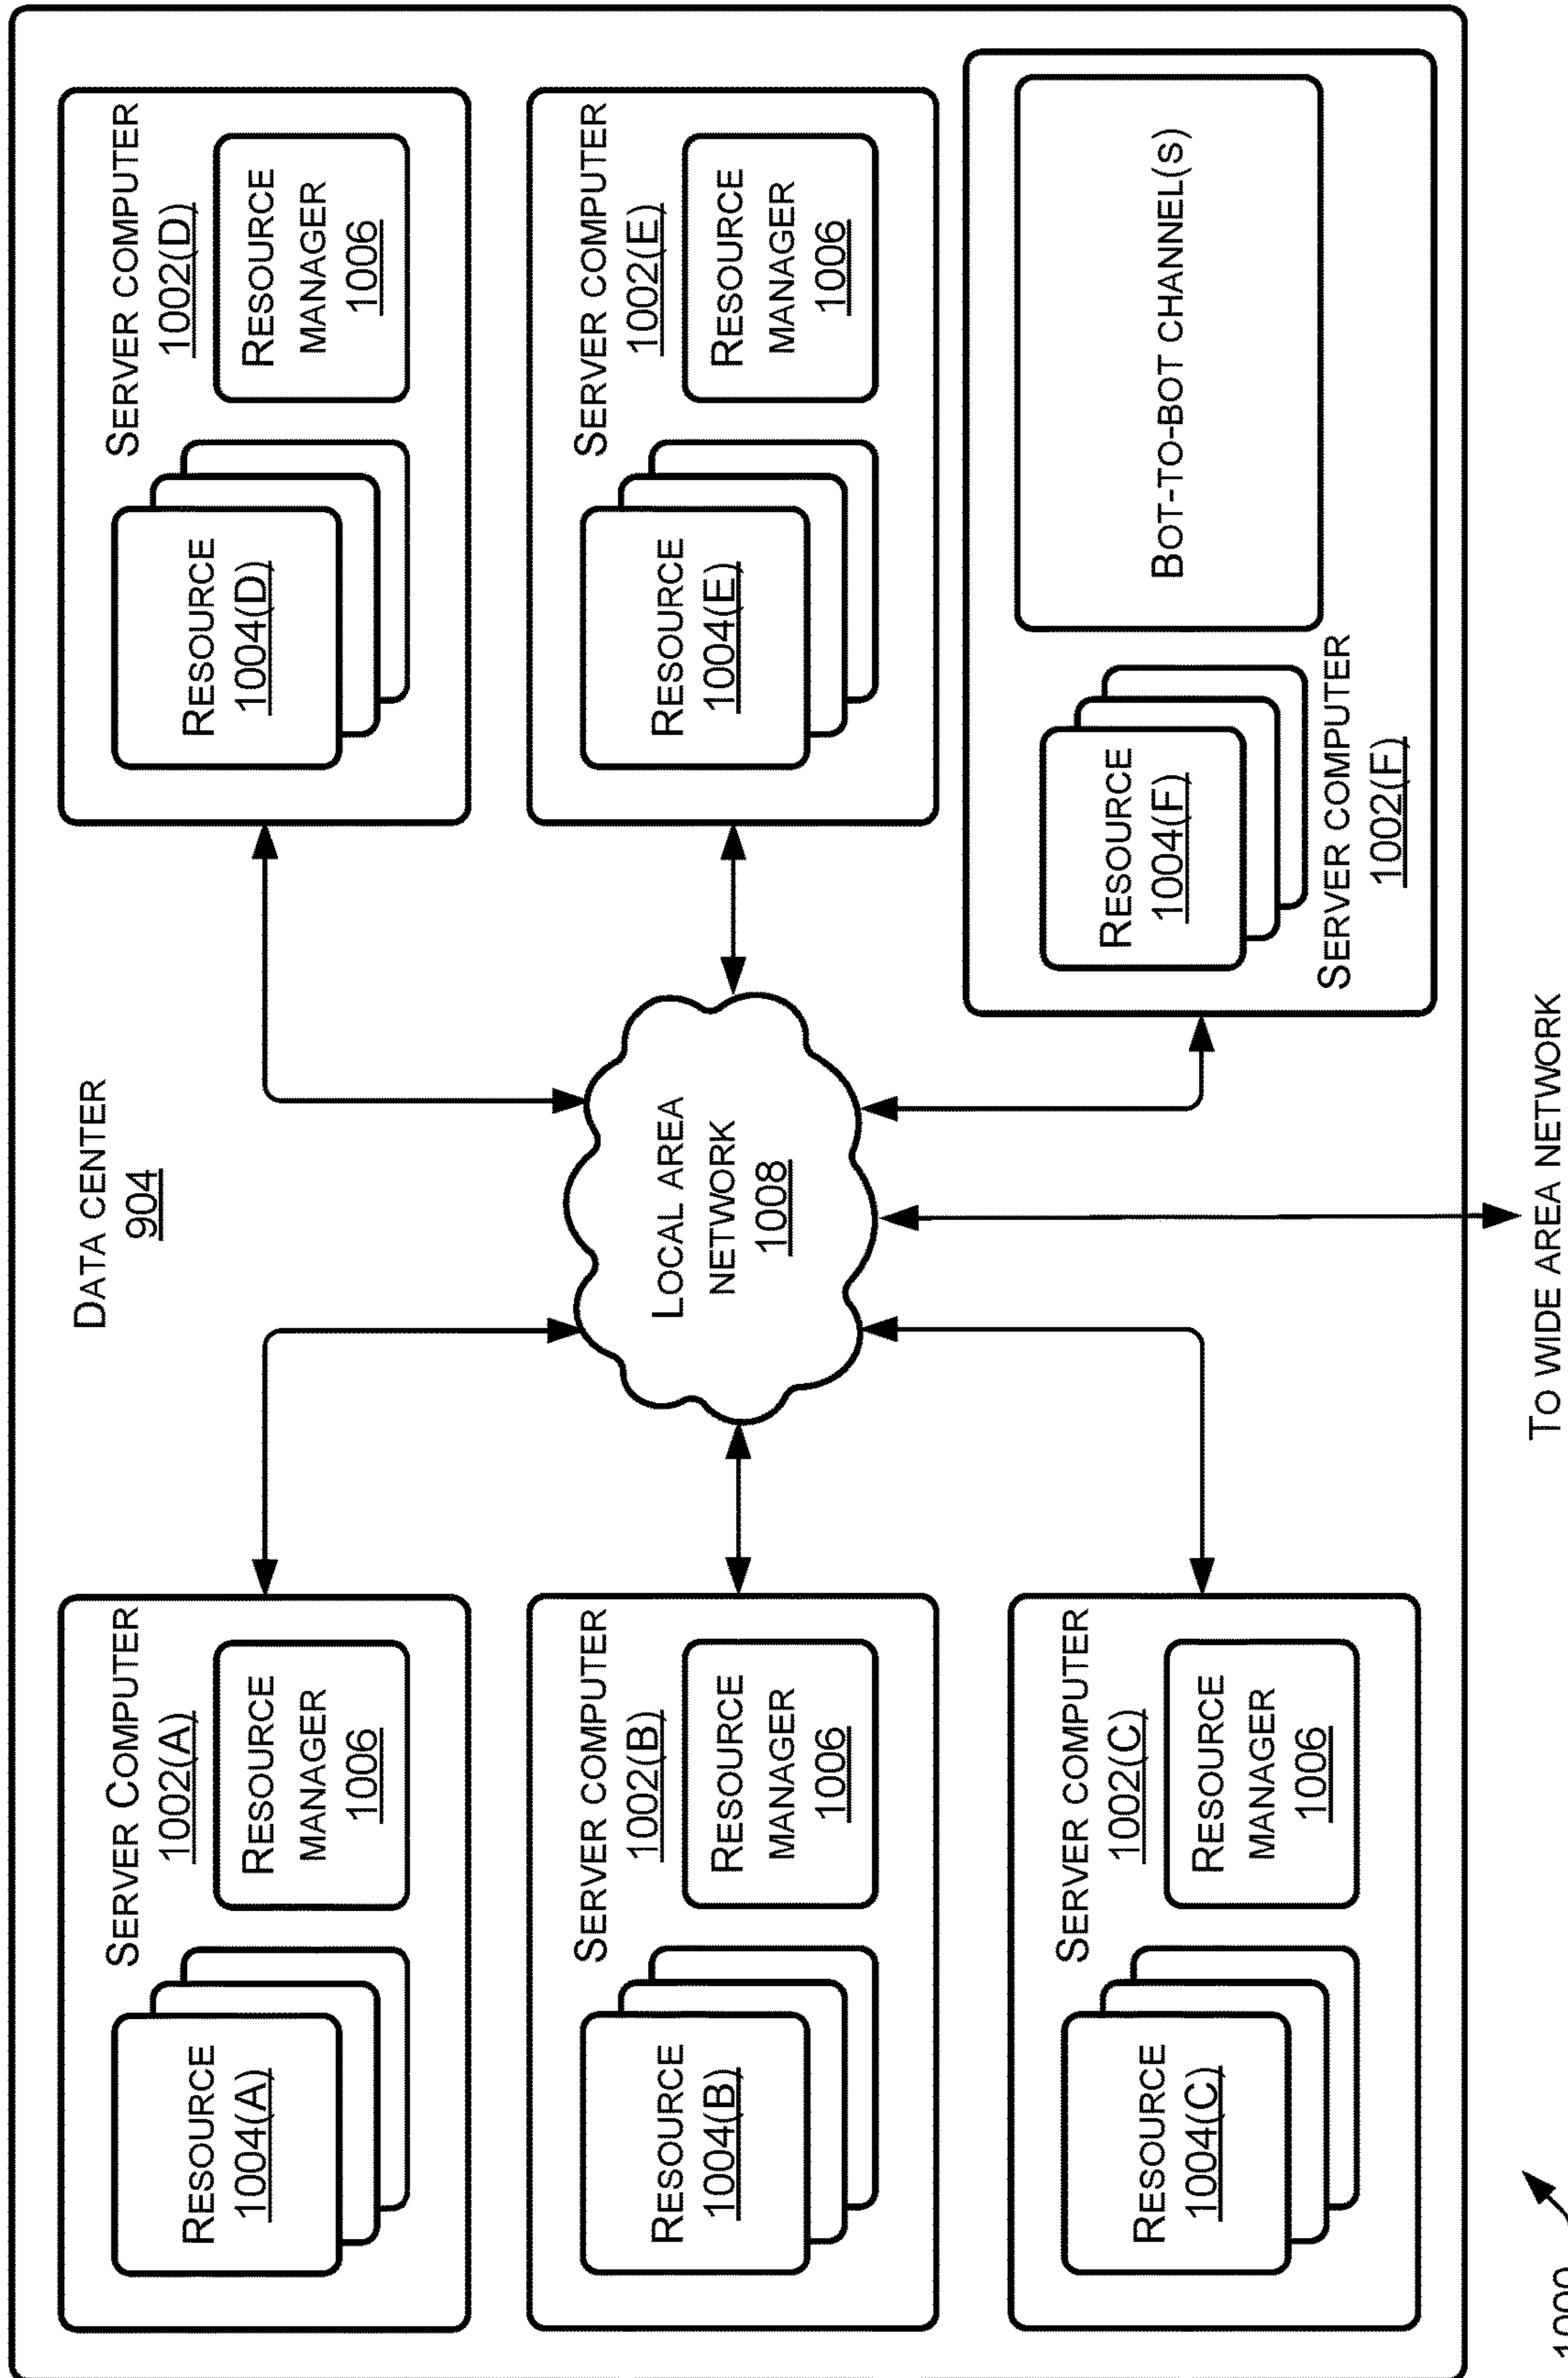 DATA CENTER
904
SERVER COMPUTER
1002(A)
RESOURCE
1004(A)
RESOURCE
MANAGER
1006
SERVER COMPUTER
1002(B)
RESOURCE
1004(B)
RESOURCE
MANAGER
1006
SERVER COMPUTER
1002(C)
RESOURCE
1004(C)
RESOURCE
MANAGER
1006
LOCAL AREA
NETWORK
1008
SERVER COMPUTER
1002(D)
RESOURCE
1004(D)
RESOURCE
MANAGER
1006
SERVER COMPUTER
1002(E)
RESOURCE
1004(E)
RESOURCE
MANAGER
1006
RESOURCE
1004(F)
SERVER COMPUTER
1002(F)
BOT-TO-BOT CHANNEL(S)
TO WIDE AREA NETWORK